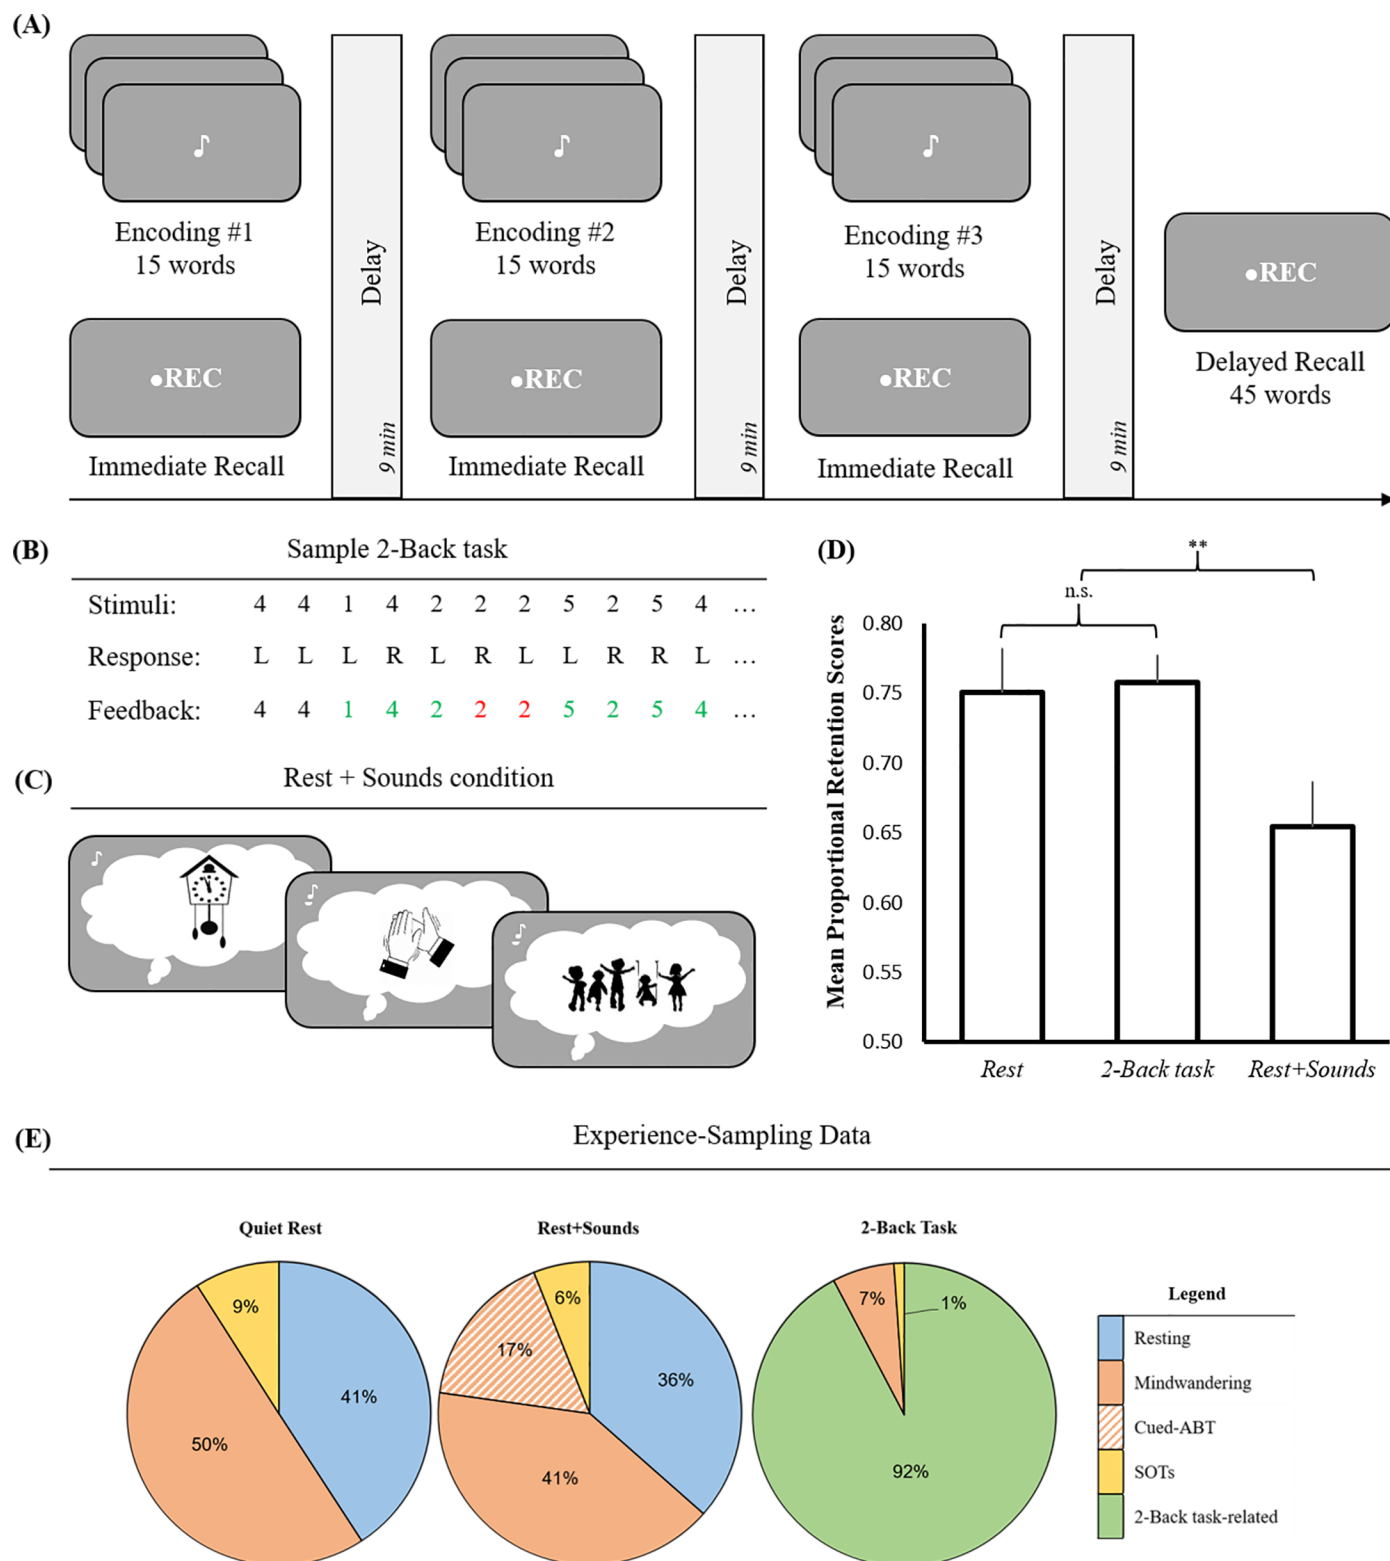 (A)
Encoding #1
15 words
Encoding #2
15 words
Encoding #3
15 words
●REC
Immediate Recall
●REC
Immediate Recall
●REC
Immediate Recall
Delay
9 min
Delay
9 min
Delay
9 min
●REC
Delayed Recall
45 words
(B)
Sample 2-Back task
Stimuli: 4 4 1 4 2 2 2 5 2 5 4 …
Response: L L L R L R L L R R L …
Feedback: 4 4 1 4 2 2 2 5 2 5 4 …
(C)
Rest + Sounds condition
(D)
**
n.s.
Mean Proportional Retention Scores
0.80
0.75
0.70
0.65
0.60
0.55
0.50
Rest 2-Back task Rest+Sounds
(E)
Experience-Sampling Data
Quiet Rest
9%
41%
50%
Rest+Sounds
6%
17%
36%
41%
2-Back Task
7%
1%
92%
Legend
Resting
Mindwandering
Cued-ABT
SOTs
2-Back task-related